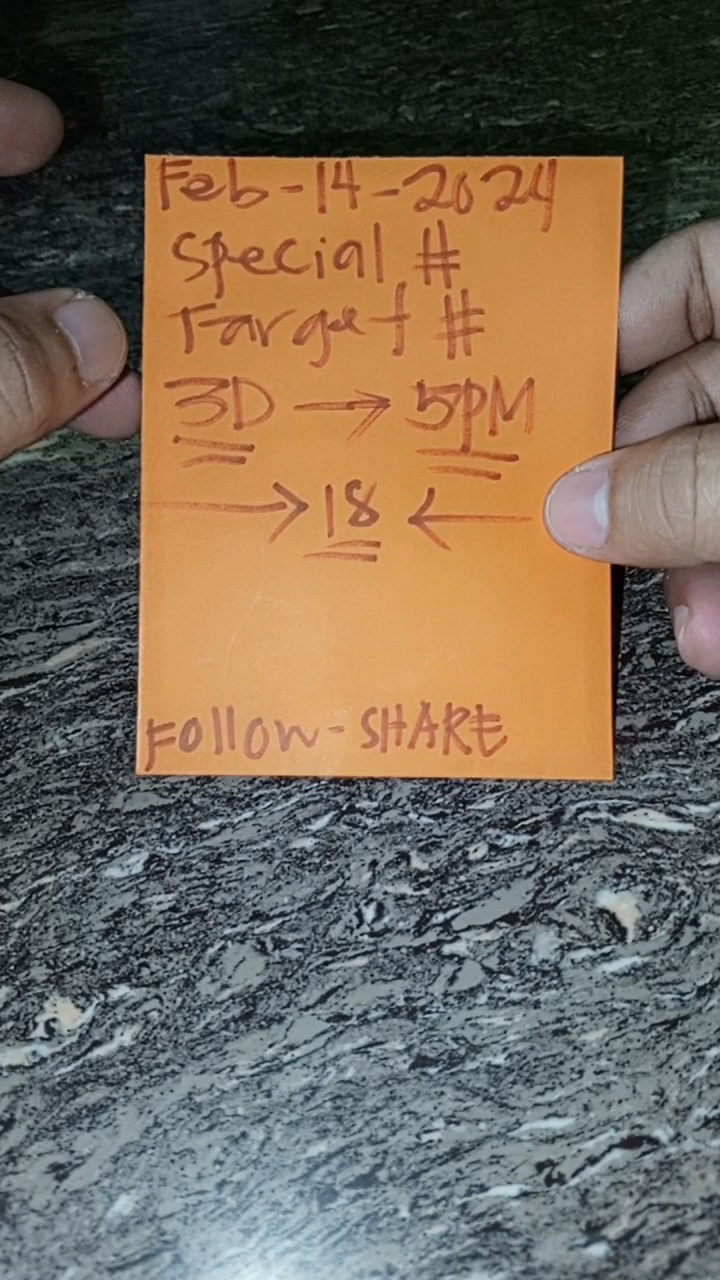 Feb-14-2024
Special #
Target #
3D → 5PM
→ 18 ←
Follow-SHARE